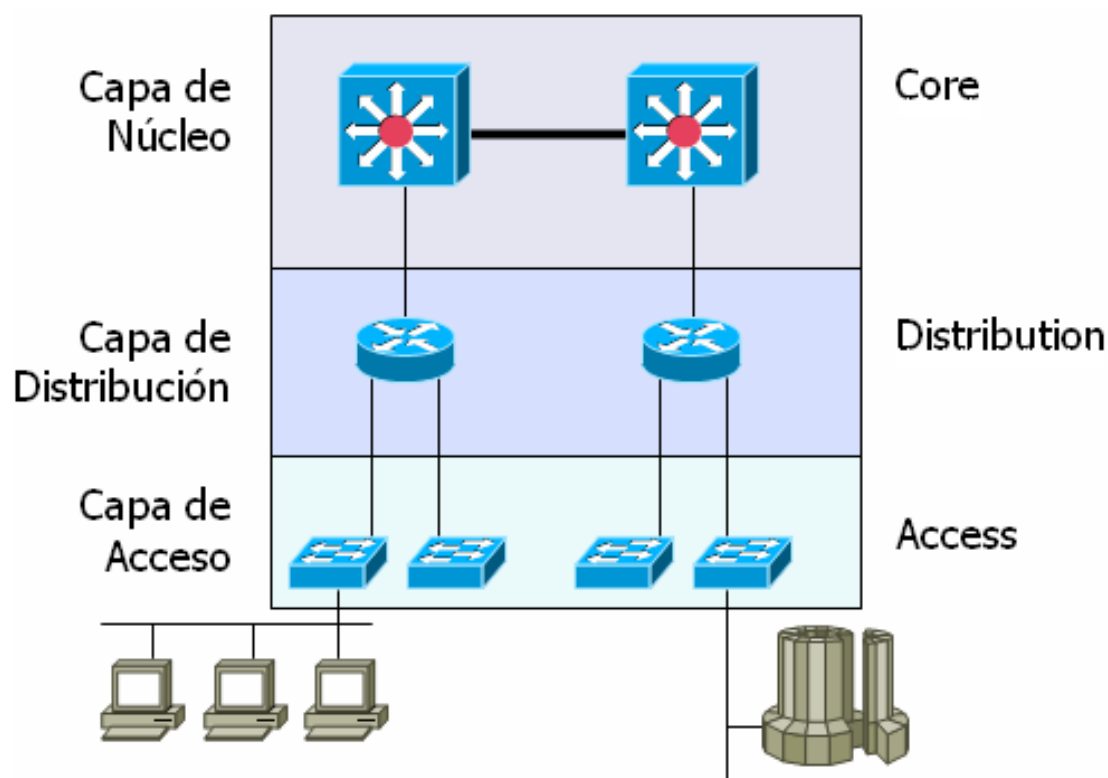 Capa de
Núcleo
Core
Capa de
Distribución
Distribution
Capa de
Acceso
Access